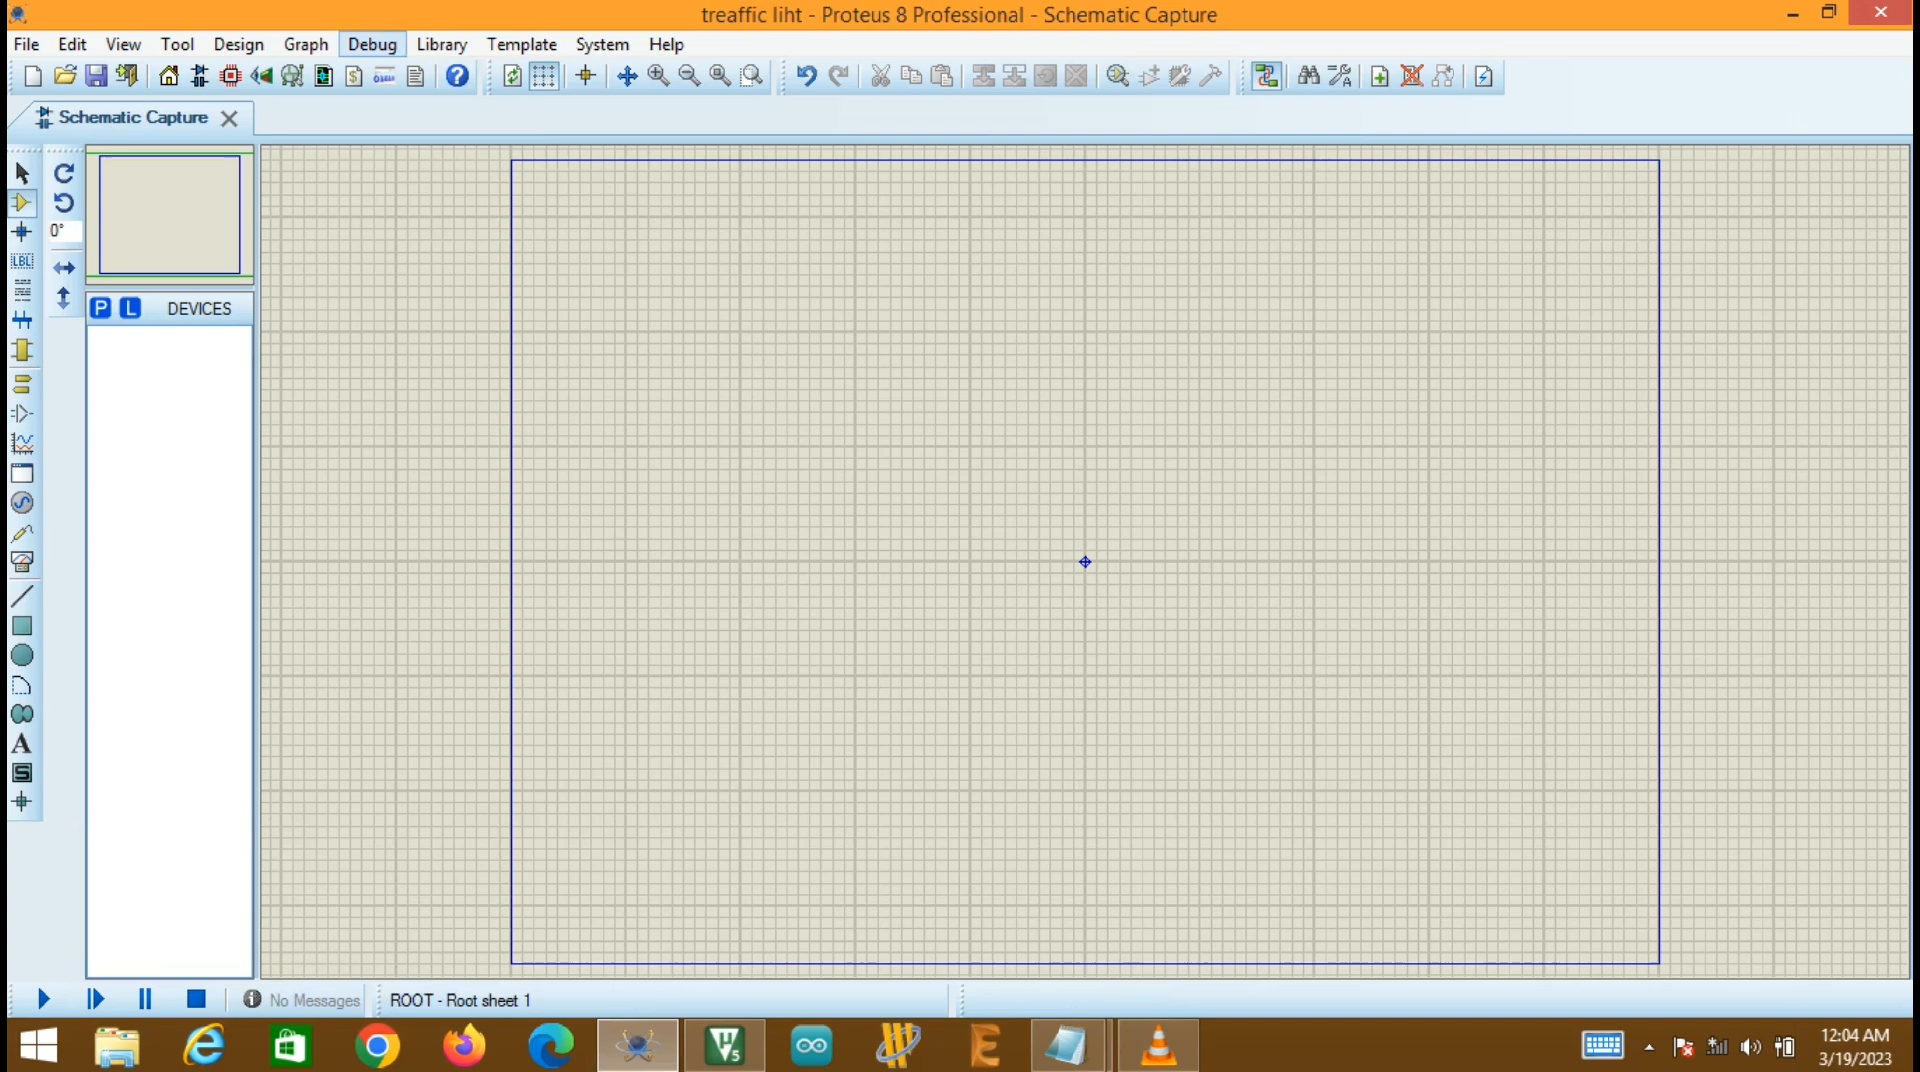 treaffic liht - Proteus 8 Professional - Schematic Capture
File Edit View Tool Design Graph Debug Library Template System Help
Schematic Capture
0°
LBL
P L DEVICES
A
S
No Messages ROOT - Root sheet 1
12:04 AM
3/19/2023